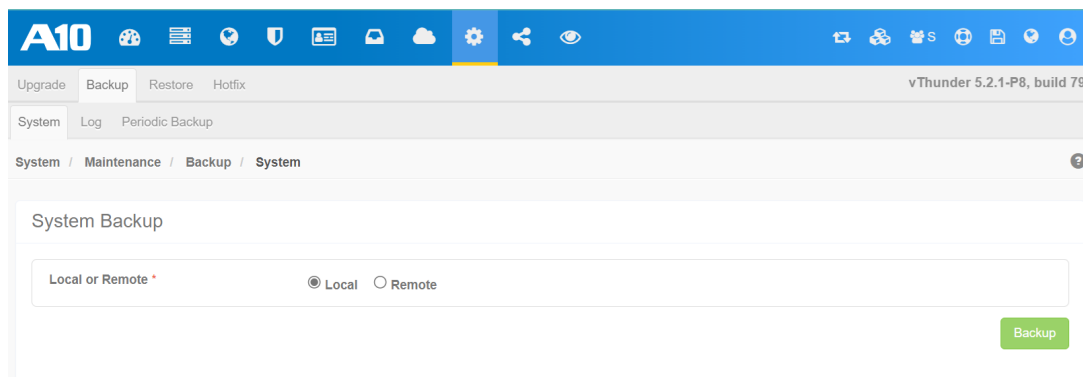 A10 S
Upgrade Backup Restore Hotfix vThunder 5.2.1-P8, build 79
System Log Periodic Backup
System / Maintenance / Backup / System ?
System Backup
Local or Remote * Local Remote
Backup